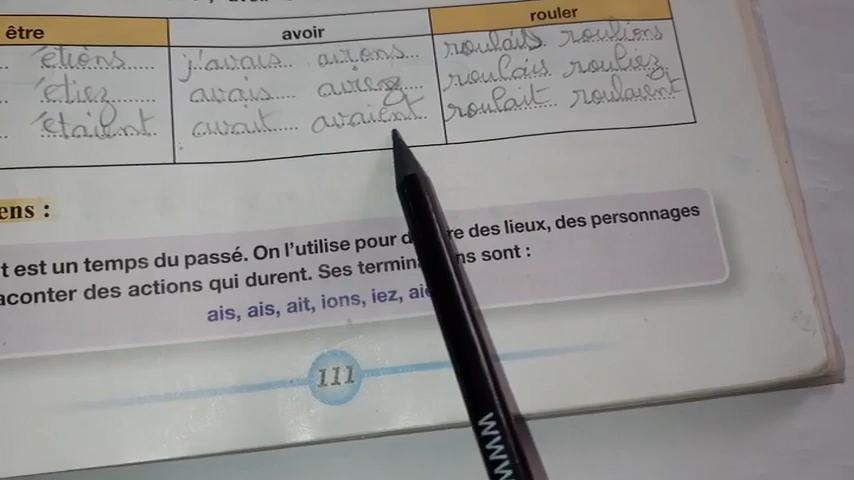 être avoir rouler
étions j'avais avions roulais roulions
étiez avais aviez roulais rouliez
étaient avait avaient roulait roulaient
ens :
t est un temps du passé. On l'utilise pour d re des lieux, des personnages
aconter des actions qui durent. Ses termin ns sont :
ais, ais, ait, ions, iez, aie
111
WWW